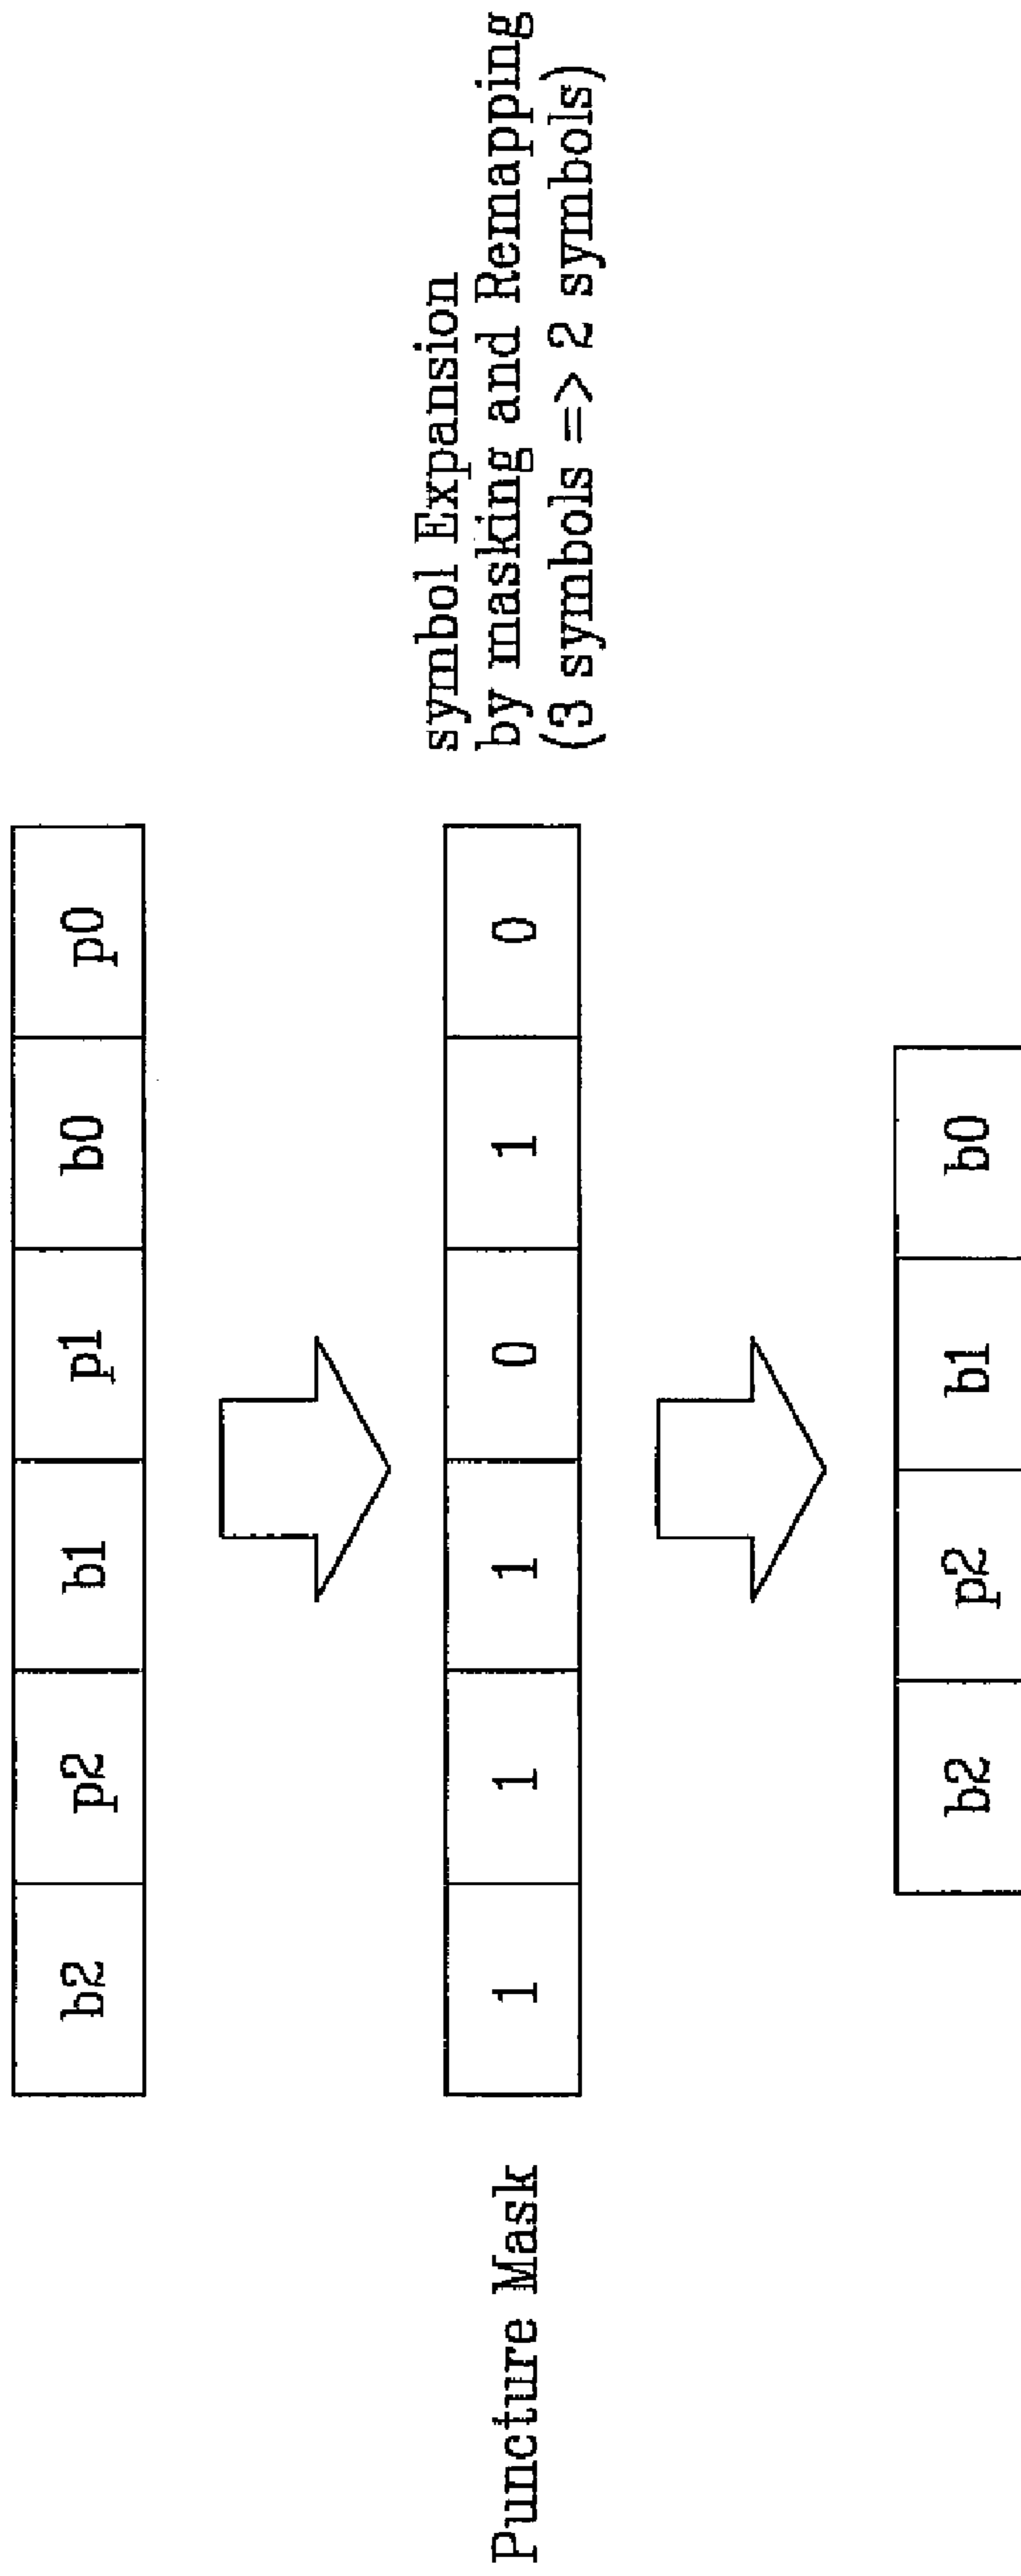 b2 p2 b1 p1 b0 p0
Puncture Mask 1 1 1 0 1 0
symbol Expansion
by masking and Remapping
(3 symbols => 2 symbols)
b2 p2 b1 b0